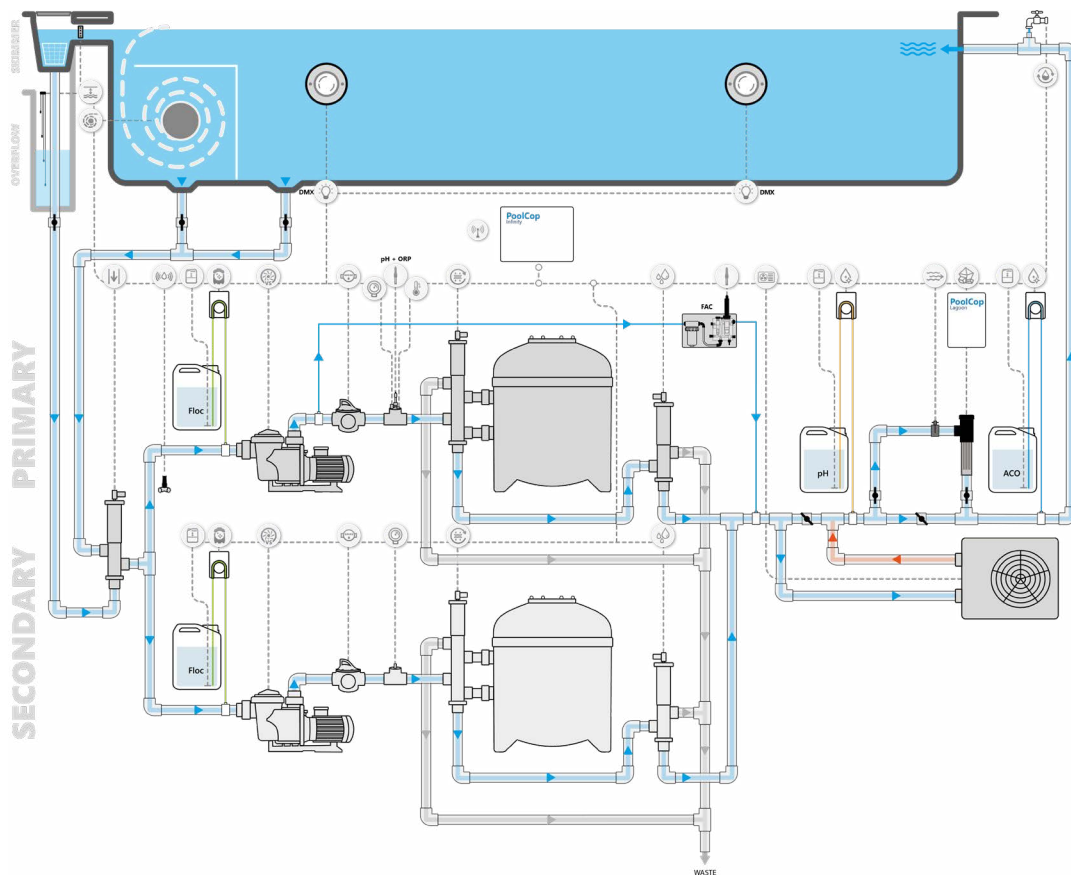 SKIMMER
OVERFLOW
DMX
DMX
PoolCop
Infinity
pH + ORP
FAC
PoolCop
Lagoon
PRIMARY
Floc
pH
ACO
SECONDARY
Floc
WASTE